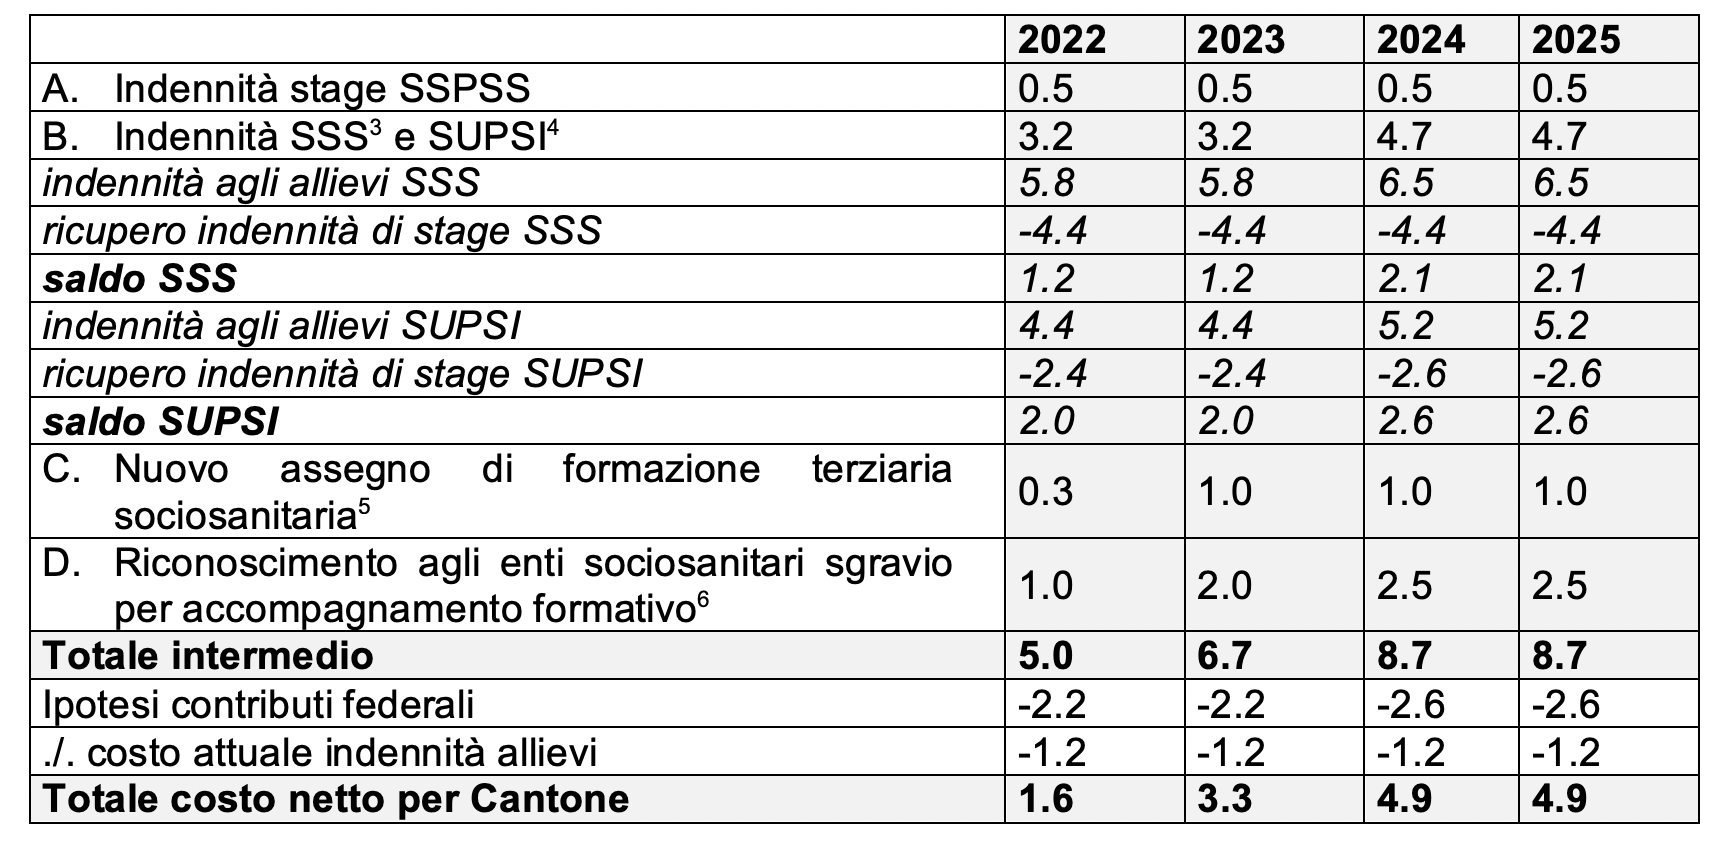 2022 2023 2024 2025
A. Indennità stage SSPSS 0.5 0.5 0.5 0.5
B. Indennità SSS³ e SUPSI⁴ 3.2 3.2 4.7 4.7
indennità agli allievi SSS 5.8 5.8 6.5 6.5
ricupero indennità di stage SSS -4.4 -4.4 -4.4 -4.4
saldo SSS 1.2 1.2 2.1 2.1
indennità agli allievi SUPSI 4.4 4.4 5.2 5.2
ricupero indennità di stage SUPSI -2.4 -2.4 -2.6 -2.6
saldo SUPSI 2.0 2.0 2.6 2.6
C. Nuovo assegno di formazione terziaria
sociosanitaria⁵ 0.3 1.0 1.0 1.0
D. Riconoscimento agli enti sociosanitari sgravio
per accompagnamento formativo⁶ 1.0 2.0 2.5 2.5
Totale intermedio 5.0 6.7 8.7 8.7
Ipotesi contributi federali -2.2 -2.2 -2.6 -2.6
./. costo attuale indennità allievi -1.2 -1.2 -1.2 -1.2
Totale costo netto per Cantone 1.6 3.3 4.9 4.9